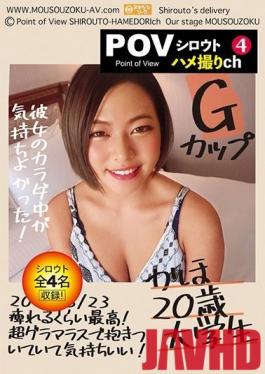 © WWW.MOUSOUZOKU-AV.COM Shirouto's delivery
© Point of View SHIROUTO-HAMEDORIch Our stage MOUSOUZOKU
POV シロウト
Point of View ハメ撮りch 4
Gカップ
彼女のカラダ中が
気持ちよかった！
かほ
20歳
大学生
シロウト
全4名
収録!
痺れるくらい最高！
超グラマラスで抱きつ
いていて気持ちいい！
JAVHD